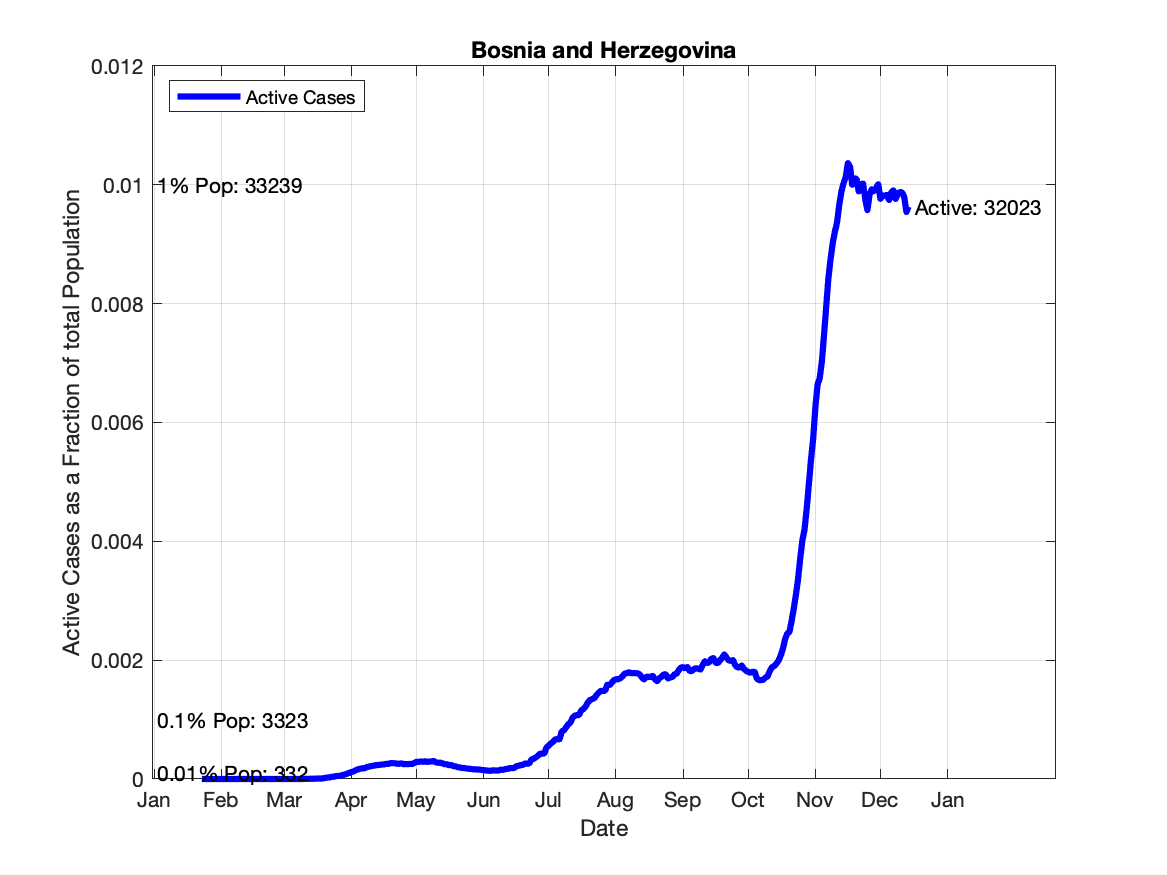 Bosnia and Herzegovina
0.012
Active Cases
0.01
1% Pop: 33239
Active: 32023
0.008
Active Cases as a Fraction of total Population
0.006
0.004
0.002
0.1% Pop: 3323
0.01% Pop: 332
0
Jan Feb Mar Apr May Jun Jul Aug Sep Oct Nov Dec Jan
Date